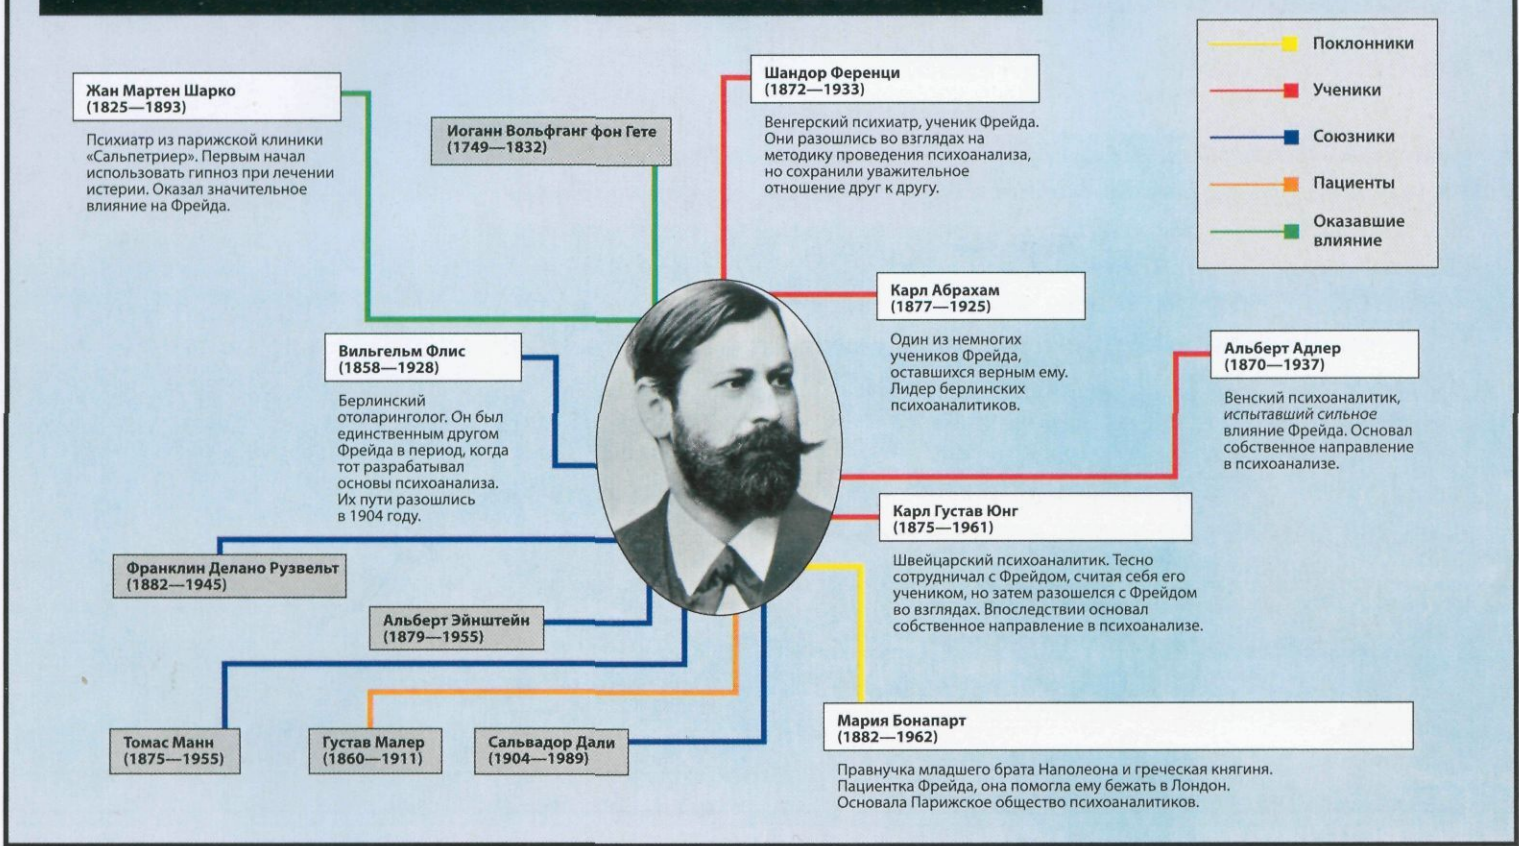 Жан Мартен Шарко
(1825—1893)
Психиатр из парижской клиники
«Сальпетриер». Первым начал
использовать гипноз при лечении
истерии. Оказал значительное
влияние на Фрейда.
Иоганн Вольфганг фон Гете
(1749—1832)
Шандор Ференци
(1872—1933)
Венгерский психиатр, ученик Фрейда.
Они разошлись во взглядах на
методику проведения психоанализа,
но сохранили уважительное
отношение друг к другу.
Поклонники
Ученики
Союзники
Пациенты
Оказавшие
влияние
Карл Абрахам
(1877—1925)
Один из немногих
учеников Фрейда,
оставшихся верным ему.
Лидер берлинских
психоаналитиков.
Вильгельм Флис
(1858—1928)
Берлинский
отоларинголог. Он был
единственным другом
Фрейда в период, когда
тот разрабатывал
основы психоанализа.
Их пути разошлись
в 1904 году.
Альберт Адлер
(1870—1937)
Венский психоаналитик,
испытавший сильное
влияние Фрейда. Основал
собственное направление
в психоанализе.
Карл Густав Юнг
(1875—1961)
Швейцарский психоаналитик. Тесно
сотрудничал с Фрейдом, считая себя его
учеником, но затем разошелся с Фрейдом
во взглядах. Впоследствии основал
собственное направление в психоанализе.
Франклин Делано Рузвельт
(1882—1945)
Альберт Эйнштейн
(1879—1955)
Томас Манн
(1875—1955)
Густав Малер
(1860—1911)
Сальвадор Дали
(1904—1989)
Мария Бонапарт
(1882—1962)
Правнучка младшего брата Наполеона и греческая княгиня.
Пациентка Фрейда, она помогла ему бежать в Лондон.
Основала Парижское общество психоаналитиков.